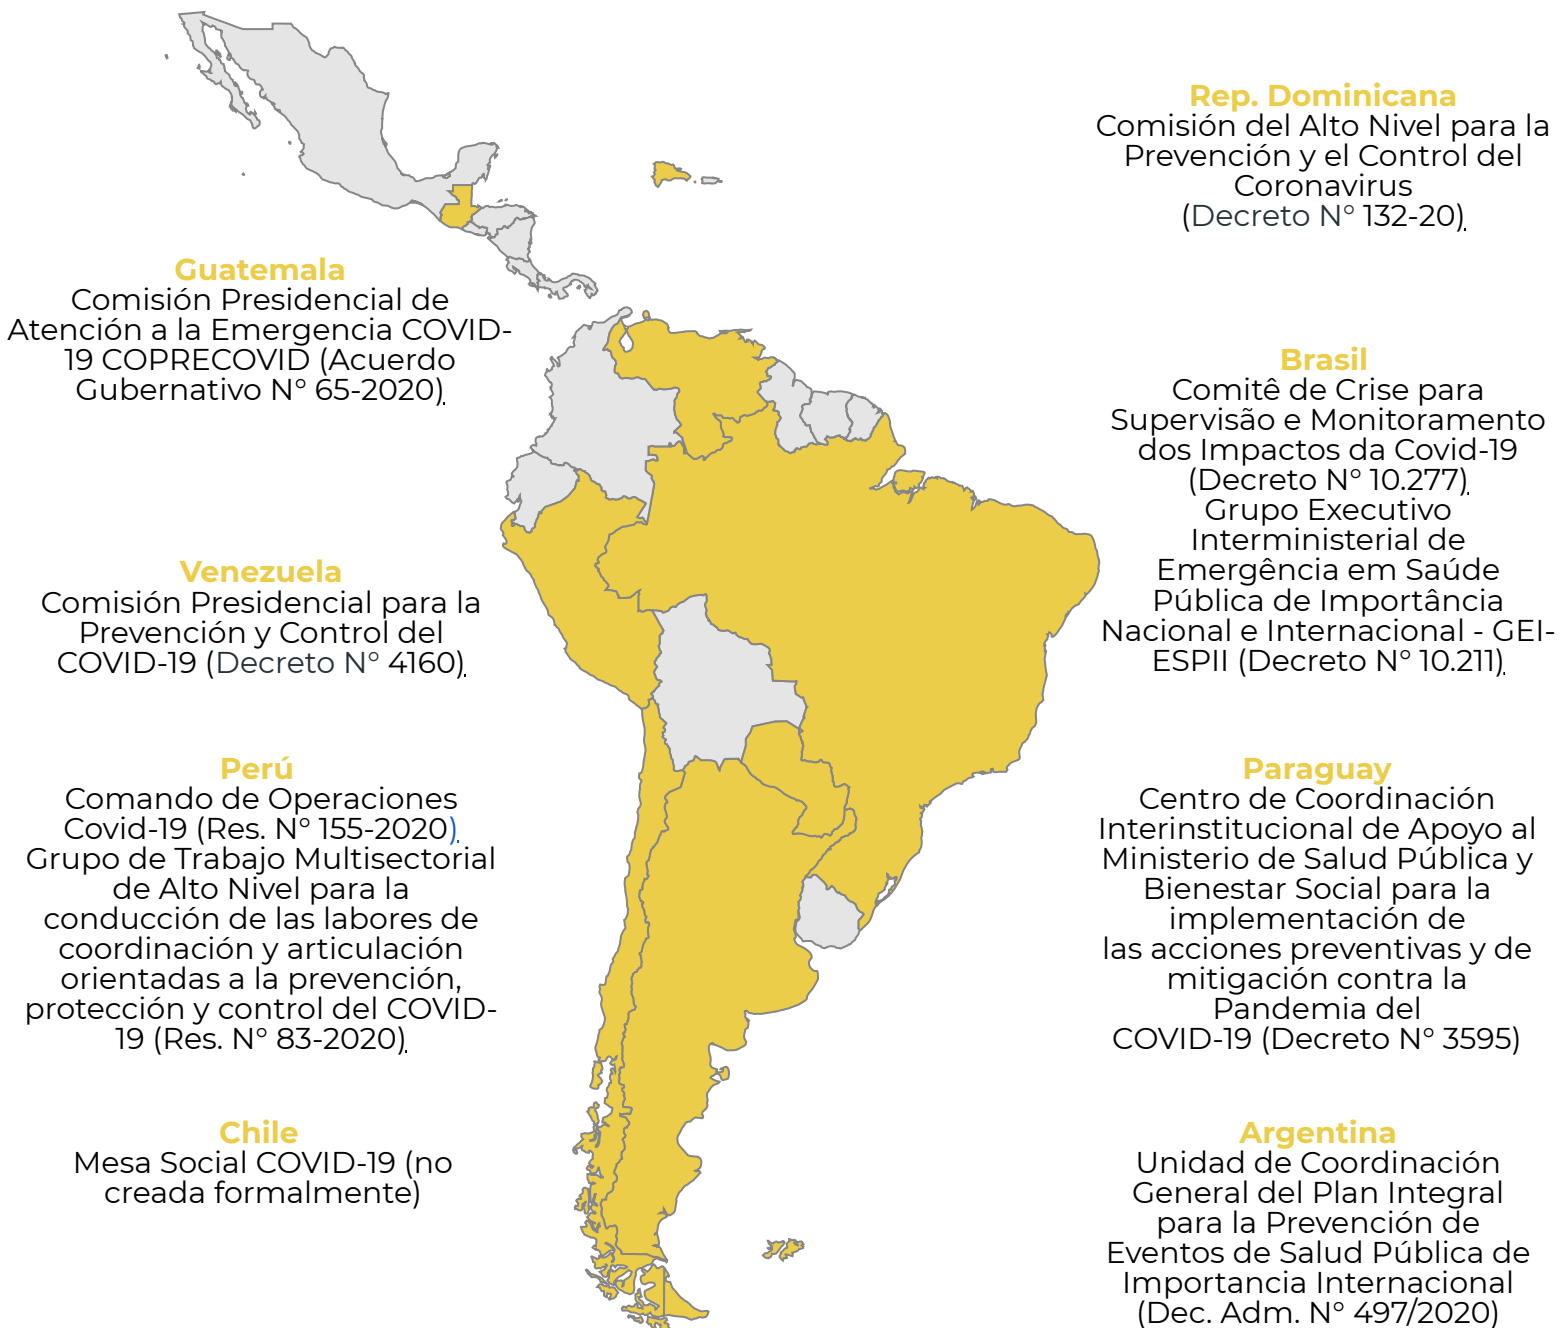 Rep. Dominicana
Comisión del Alto Nivel para la
Prevención y el Control del
Coronavirus
(Decreto N° 132-20).
Guatemala
Comisión Presidencial de
Atención a la Emergencia COVID-
19 COPRECOVID (Acuerdo
Gubernativo N° 65-2020).
Brasil
Comitê de Crise para
Supervisão e Monitoramento
dos Impactos da Covid-19
(Decreto N° 10.277).
Grupo Executivo
Interministerial de
Emergência em Saúde
Pública de Importância
Nacional e Internacional - GEI-
ESPII (Decreto N° 10.211).
Venezuela
Comisión Presidencial para la
Prevención y Control del
COVID-19 (Decreto N° 4160).
Perú
Comando de Operaciones
Covid-19 (Res. N° 155-2020).
Grupo de Trabajo Multisectorial
de Alto Nivel para la
conducción de las labores de
coordinación y articulación
orientadas a la prevención,
protección y control del COVID-
19 (Res. N° 83-2020).
Paraguay
Centro de Coordinación
Interinstitucional de Apoyo al
Ministerio de Salud Pública y
Bienestar Social para la
implementación de
las acciones preventivas y de
mitigación contra la
Pandemia del
COVID-19 (Decreto N° 3595)
Chile
Mesa Social COVID-19 (no
creada formalmente)
Argentina
Unidad de Coordinación
General del Plan Integral
para la Prevención de
Eventos de Salud Pública de
Importancia Internacional
(Dec. Adm. N° 497/2020)